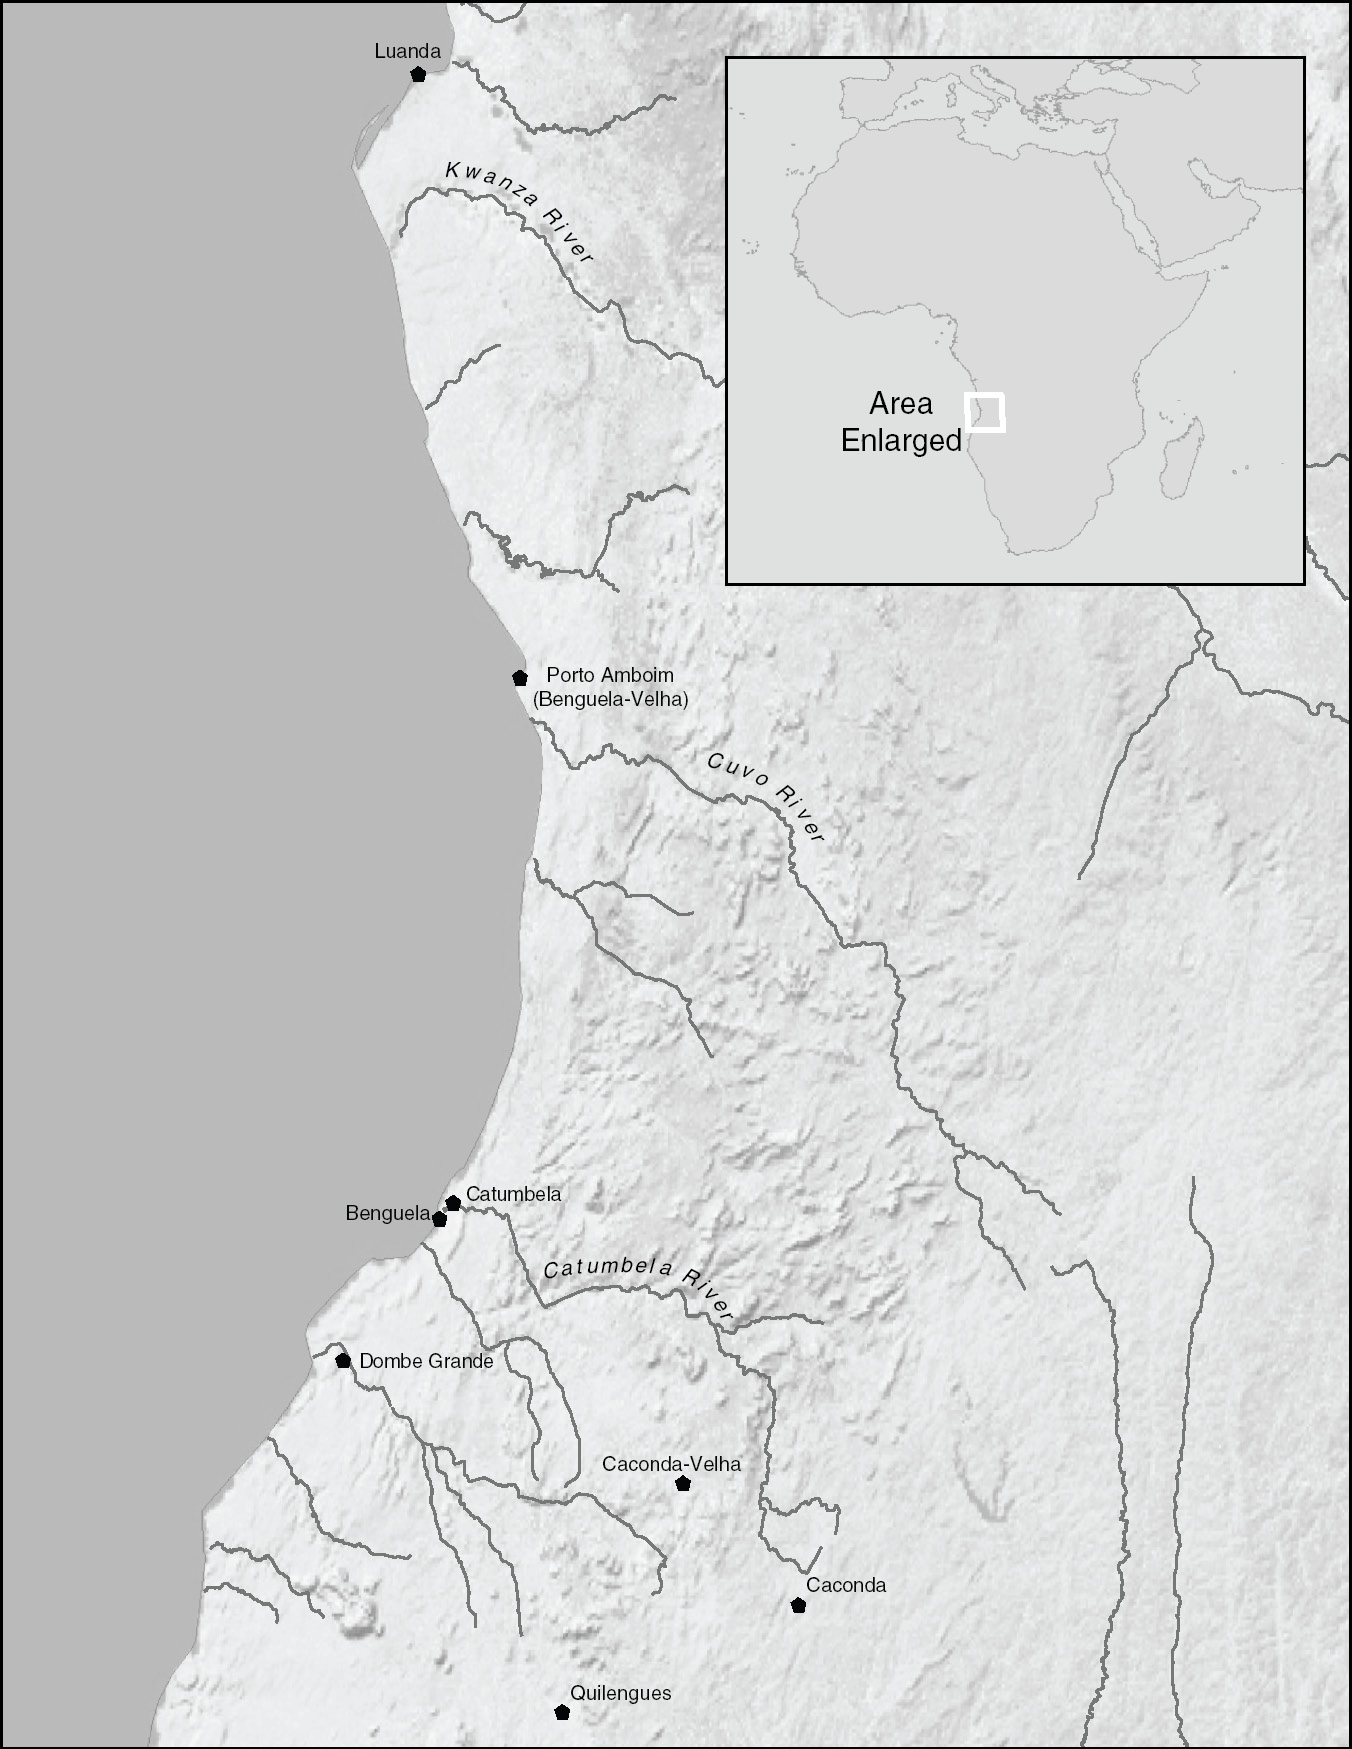 Luanda
Kwanza River
Area
Enlarged
Porto Amboim
(Benguela-Velha)
Cuvo River
Catumbela
Benguela
Catumbela River
Dombe Grande
Caconda-Velha
Caconda
Quilengues